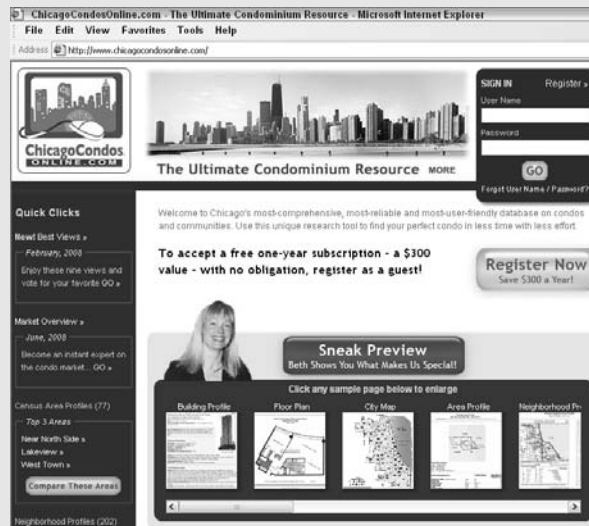 ChicagoCondosOnline.com - The Ultimate Condominium Resource - Microsoft Internet Explorer
File Edit View Favorites Tools Help
Address http://www.chicagocondosonline.com/
ChicagoCondos
ONLINE.COM
The Ultimate Condominium Resource MORE
SIGN IN Register »
User Name
Password
GO
Forgot User Name / Password?
Quick Clicks
New! Best Views »
February, 2008
Enjoy these nine views and
vote for your favorite GO »
Market Overview »
June, 2008
Become an instant expert on
the condo market... GO »
Census Area Profiles (77)
Top 3 Areas
Near North Side »
Lakeview »
West Town »
Compare These Areas
Neighborhood Profiles (202)
Welcome to Chicago's most-comprehensive, most-reliable and most-user-friendly database on condos
and communities. Use this unique research tool to find your perfect condo in less time with less effort.
To accept a free one-year subscription - a $300
value - with no obligation, register as a guest!
Register Now
Save $300 a Year!
Sneak Preview
Beth Shows You What Makes Us Special!
Click any sample page below to enlarge
Building Profile Floor Plan City Map Area Profile Neighborhood Pr